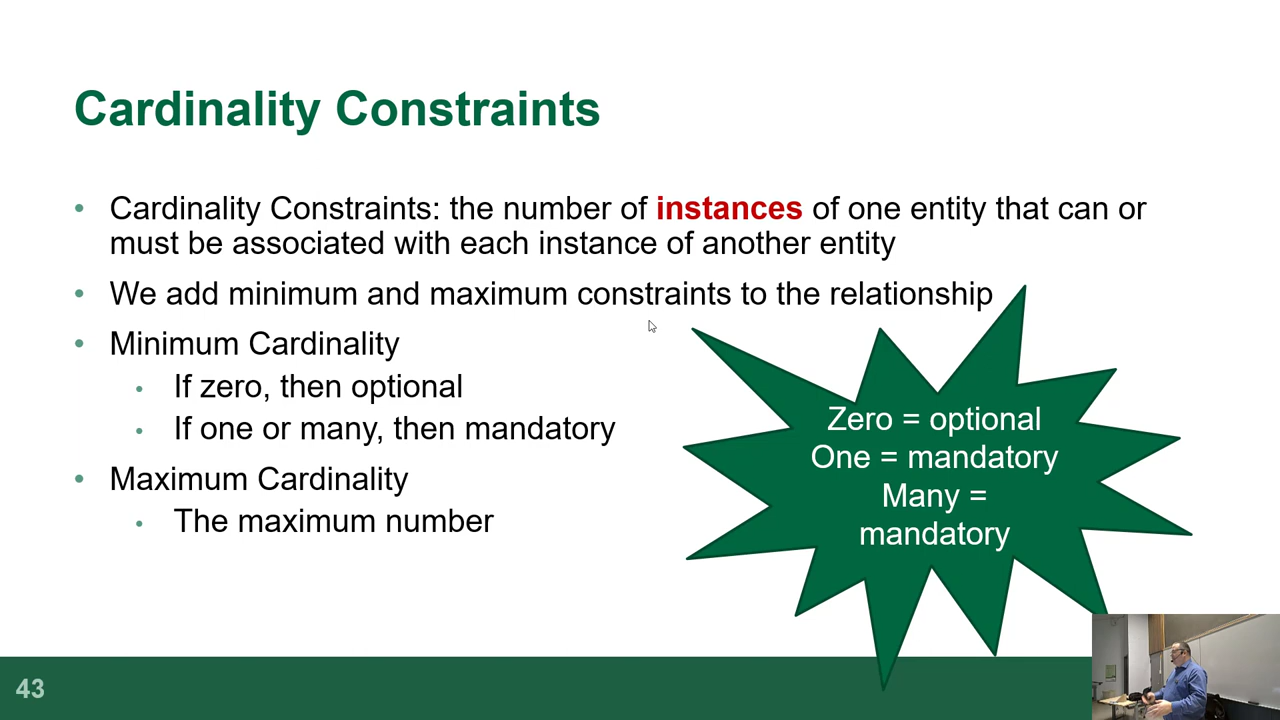 Cardinality Constraints
• Cardinality Constraints: the number of instances of one entity that can or
must be associated with each instance of another entity
• We add minimum and maximum constraints to the relationship
• Minimum Cardinality
• If zero, then optional
• If one or many, then mandatory
• Maximum Cardinality
• The maximum number
Zero = optional
One = mandatory
Many =
mandatory
43